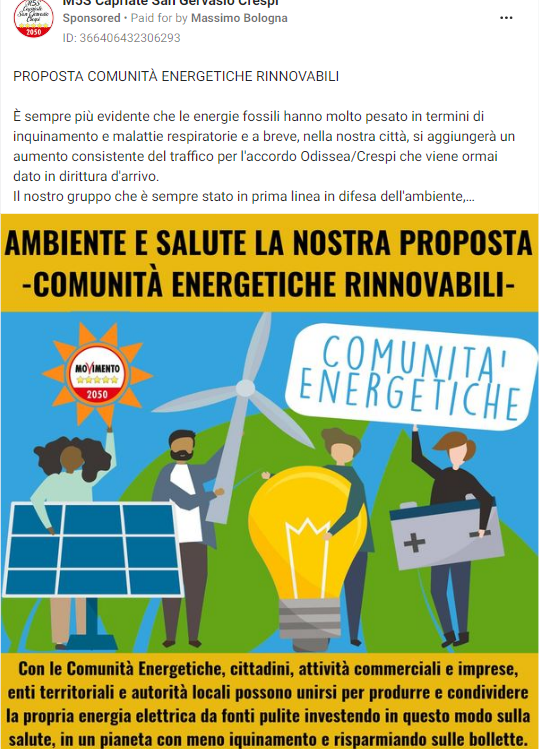 M5S Capriate San Gervasio Crespi
Sponsored • Paid for by Massimo Bologna
ID: 366406432306293
PROPOSTA COMUNITÀ ENERGETICHE RINNOVABILI
È sempre più evidente che le energie fossili hanno molto pesato in termini di
inquinamento e malattie respiratorie e a breve, nella nostra città, si aggiungerà un
aumento consistente del traffico per l'accordo Odissea/Crespi che viene ormai
dato in dirittura d'arrivo.
Il nostro gruppo che è sempre stato in prima linea in difesa dell'ambiente,...
AMBIENTE E SALUTE LA NOSTRA PROPOSTA
-COMUNITÀ ENERGETICHE RINNOVABILI-
MOVIMENTO
2050
COMUNITA'
ENERGETICHE
Con le Comunità Energetiche, cittadini, attività commerciali e imprese,
enti territoriali e autorità locali possono unirsi per produrre e condividere
la propria energia elettrica da fonti pulite investendo in questo modo sulla
salute, in un pianeta con meno iquinamento e risparmiando sulle bollette.